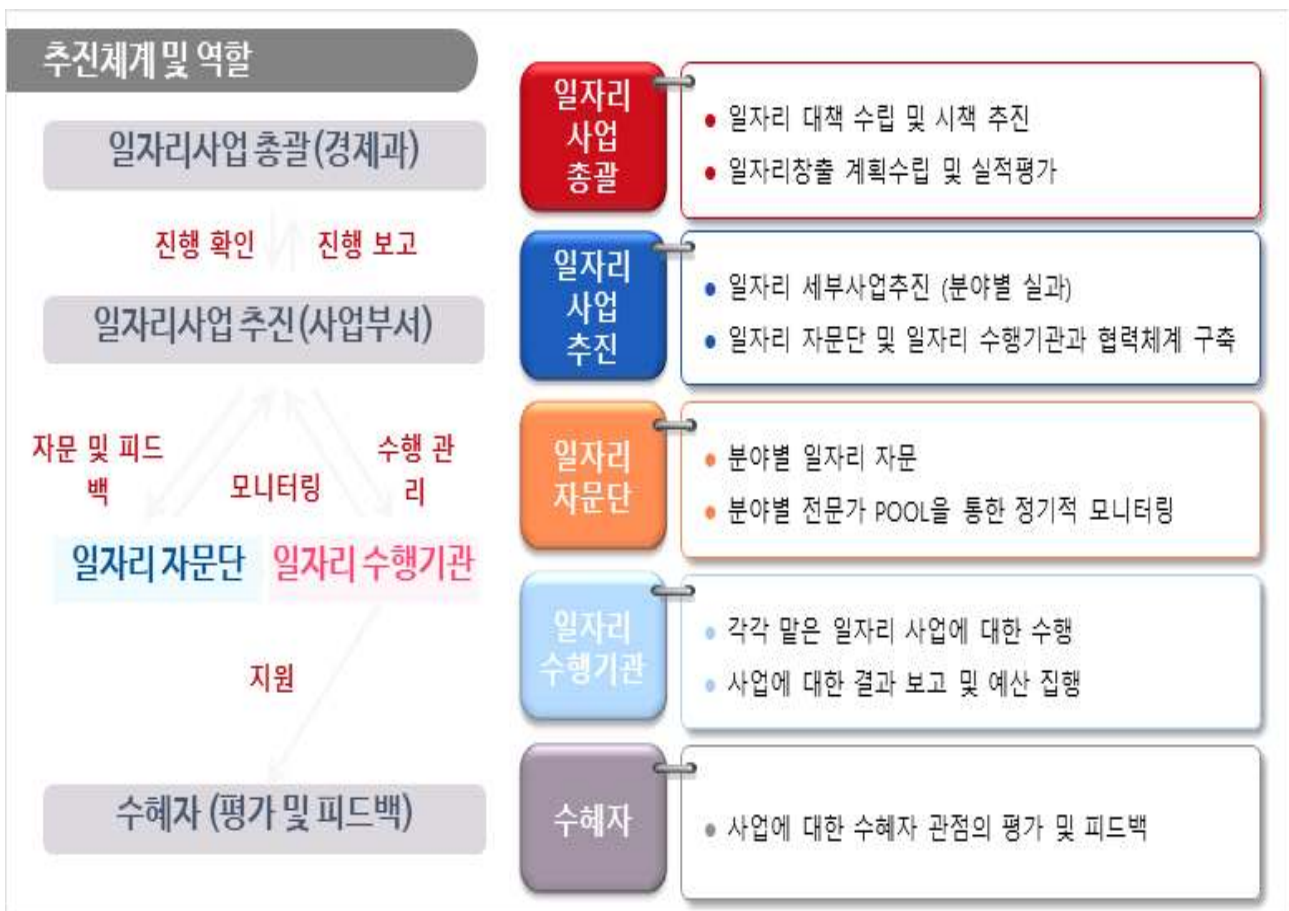 추진체계 및 역할
일자리사업 총괄 (경제과)
진행 확인
진행 보고
일자리사업 추진 (사업부서)
자문 및 피드
백
모니터링
수행 관
리
일자리 자문단
일자리 수행기관
지원
수혜자 (평가 및 피드백)
일자리
사업
총괄
• 일자리 대책 수립 및 시책 추진
• 일자리창출 계획수립 및 실적평가
일자리
사업
추진
• 일자리 세부사업추진 (분야별 실과)
• 일자리 자문단 및 일자리 수행기관과 협력체계 구축
일자리
자문단
• 분야별 일자리 자문
• 분야별 전문가 POOL을 통한 정기적 모니터링
일자리
수행기관
• 각각 맡은 일자리 사업에 대한 수행
• 사업에 대한 결과 보고 및 예산 집행
수혜자
• 사업에 대한 수혜자 관점의 평가 및 피드백